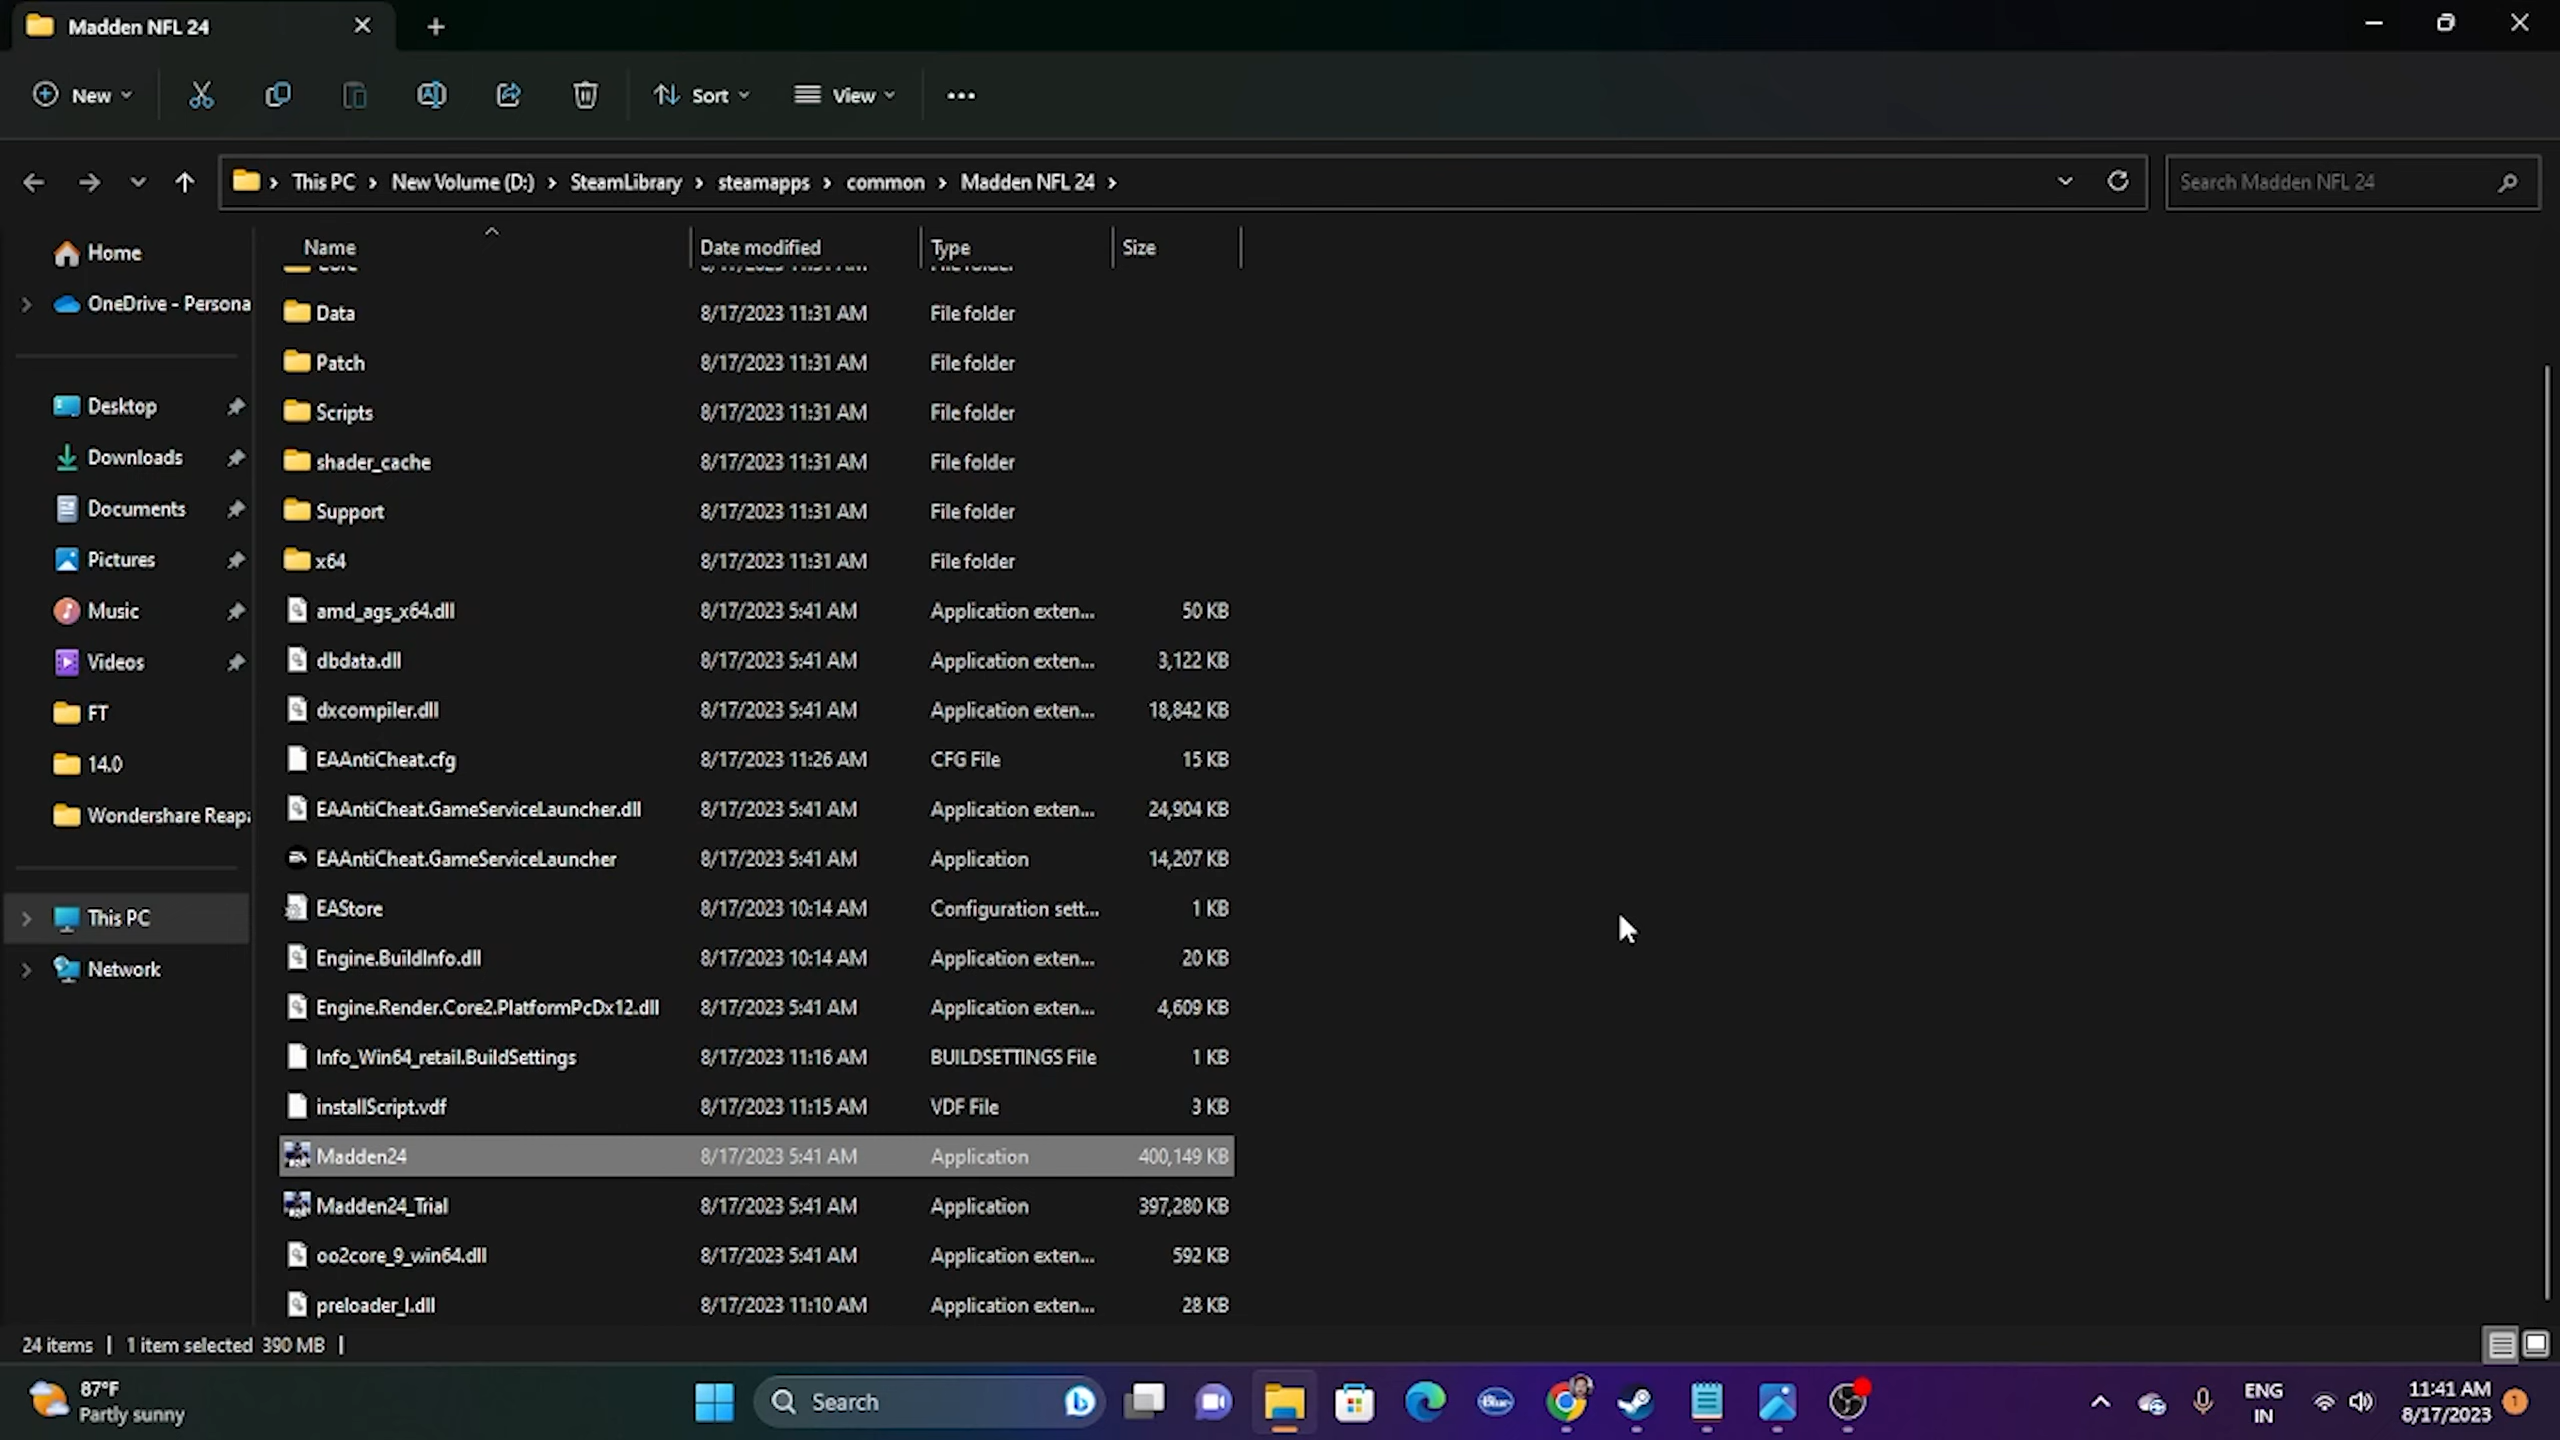 Madden NFL 24
New
Sort
View
This PC > New Volume (D:) > SteamLibrary > steamapps > common > Madden NFL 24 >
Search Madden NFL 24
Name Date modified Type Size
Home
OneDrive - Persona
Desktop
Downloads
Documents
Pictures
Music
Videos
FT
14.0
Wondershare Reap
This PC
Network
Data 8/17/2023 11:31 AM File folder
Patch 8/17/2023 11:31 AM File folder
Scripts 8/17/2023 11:31 AM File folder
shader_cache 8/17/2023 11:31 AM File folder
Support 8/17/2023 11:31 AM File folder
x64 8/17/2023 11:31 AM File folder
amd_ags_x64.dll 8/17/2023 5:41 AM Application exten... 50 KB
dbdata.dll 8/17/2023 5:41 AM Application exten... 3,122 KB
dxcompiler.dll 8/17/2023 5:41 AM Application exten... 18,842 KB
EAAntiCheat.cfg 8/17/2023 11:26 AM CFG File 15 KB
EAAntiCheat.GameServiceLauncher.dll 8/17/2023 5:41 AM Application exten... 24,904 KB
EAAntiCheat.GameServiceLauncher 8/17/2023 5:41 AM Application 14,207 KB
EAStore 8/17/2023 10:14 AM Configuration sett... 1 KB
Engine.BuildInfo.dll 8/17/2023 10:14 AM Application exten... 20 KB
Engine.Render.Core2.PlatformPcDx12.dll 8/17/2023 5:41 AM Application exten... 4,609 KB
Info_Win64_retail.BuildSettings 8/17/2023 11:16 AM BUILDSETTINGS File 1 KB
installScript.vdf 8/17/2023 11:15 AM VDF File 3 KB
Madden24 8/17/2023 5:41 AM Application 400,149 KB
Madden24_Trial 8/17/2023 5:41 AM Application 397,280 KB
oo2core_9_win64.dll 8/17/2023 5:41 AM Application exten... 592 KB
preloader_l.dll 8/17/2023 11:10 AM Application exten... 28 KB
24 items | 1 item selected 390 MB |
87°F
Partly sunny
Search
Blue
ENG
IN
11:41 AM
8/17/2023
1